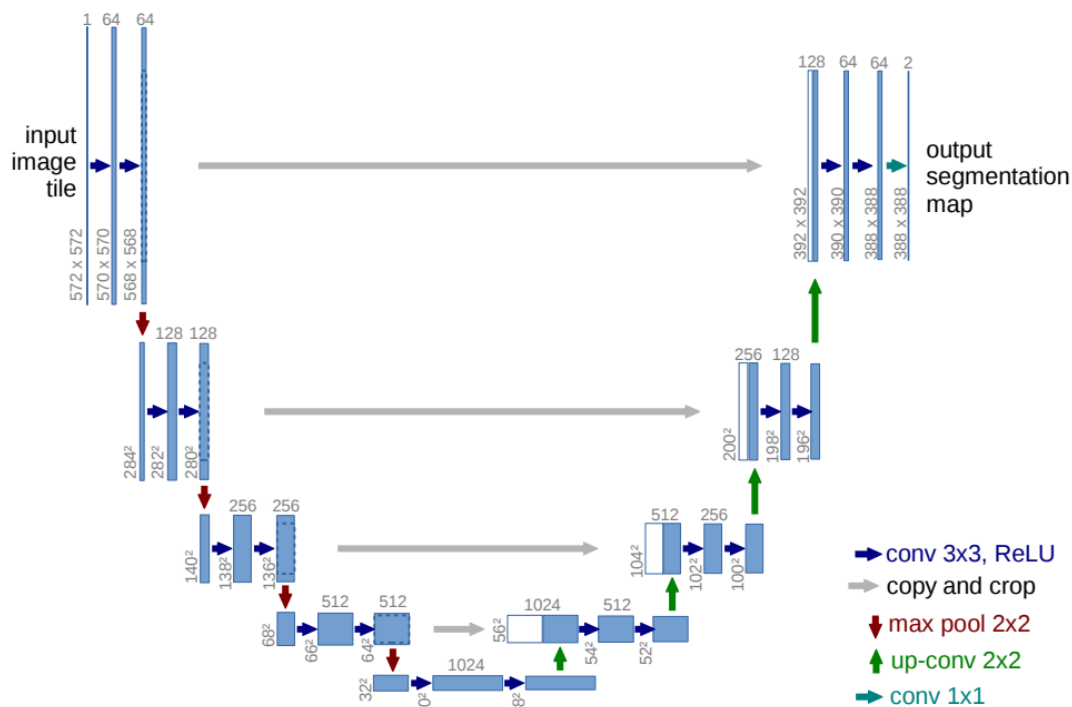 1 64 64
input
image
tile
572 x 572
570 x 570
568 x 568
128 64 64 2
output
segmentation
map
392 x 392
390 x 390
388 x 388
388 x 388
128 128
284²
282²
280²
256 128
200²
198²
196²
256 256
140²
138²
136²
512 256
104²
102²
100²
512 512
68²
66²
64²
1024 512
56²
54²
52²
1024
32²
0²
8²
conv 3x3, ReLU
copy and crop
max pool 2x2
up-conv 2x2
conv 1x1